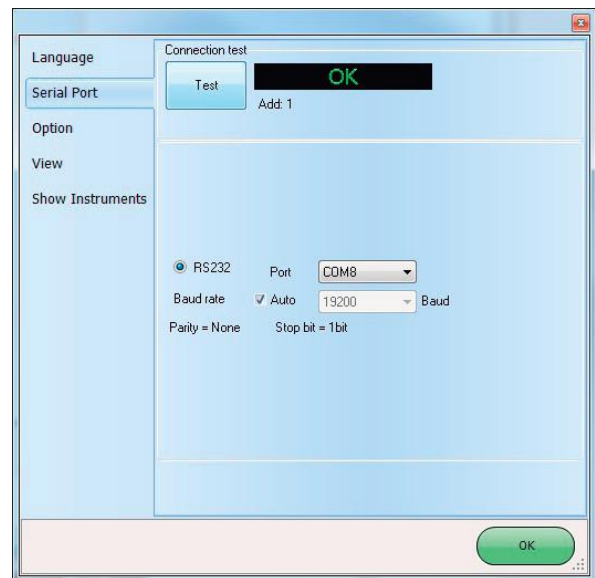 Language
Serial Port
Option
View
Show Instruments
Connection test
Test
OK
Add: 1
RS232 Port COM8
Baud rate Auto 19200 Baud
Parity = None Stop bit = 1bit
OK